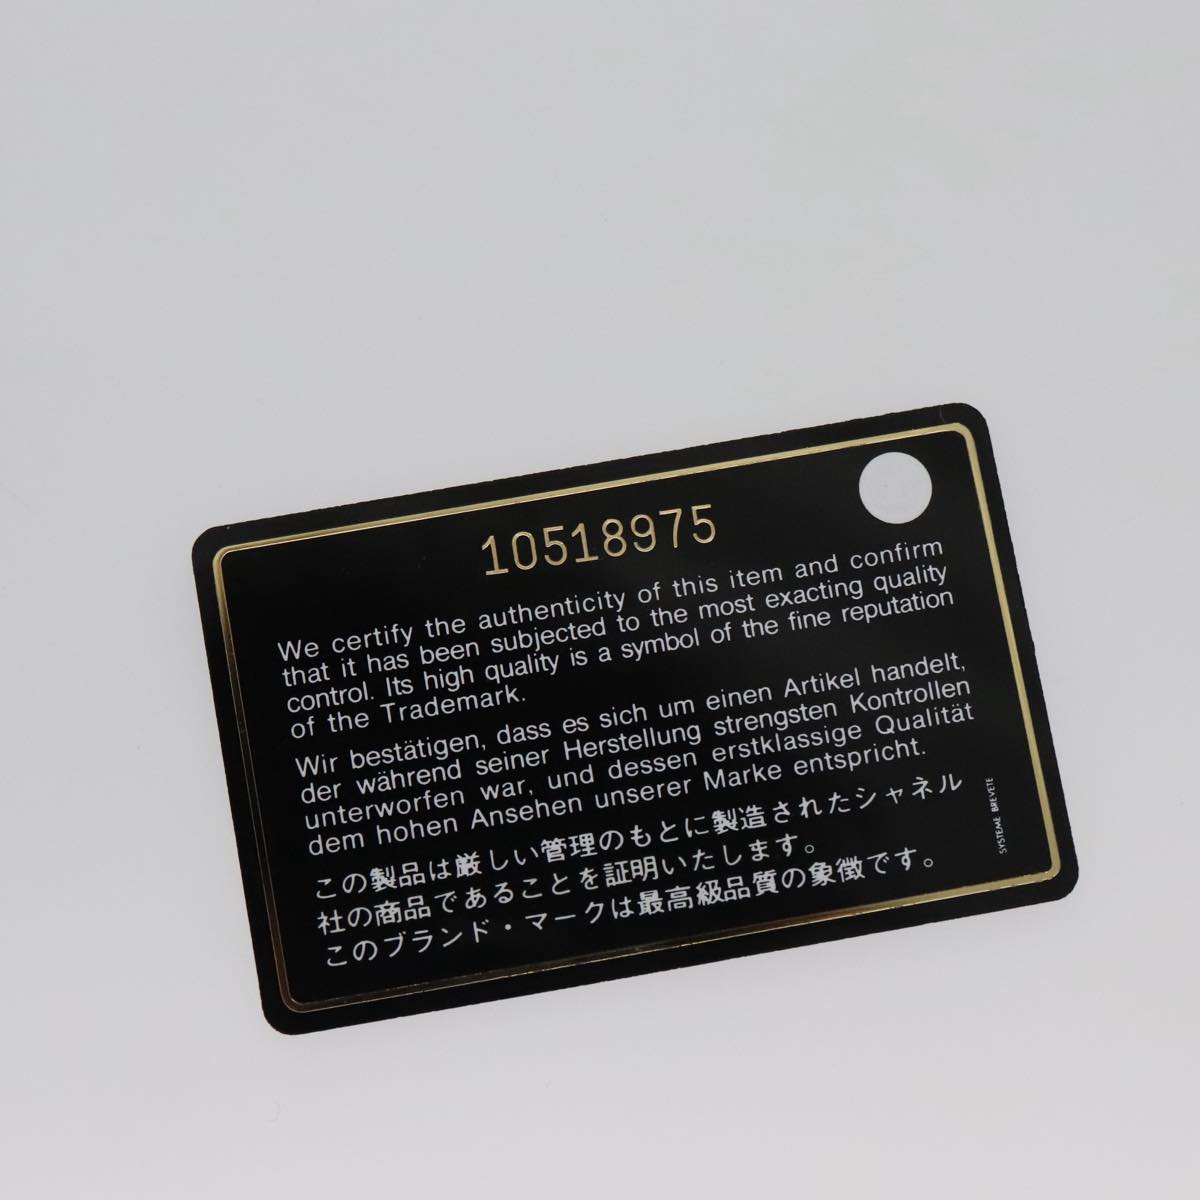 10518975
We certify the authenticity of this item and confirm
that it has been subjected to the most exacting quality
control. Its high quality is a symbol of the fine reputation
of the Trademark.
Wir bestätigen, dass es sich um einen Artikel handelt,
der während seiner Herstellung strengsten Kontrollen
unterworfen war, und dessen erstklassige Qualität
dem hohen Ansehen unserer Marke entspricht.
この製品は厳しい管理のもとに製造されたシャネル
社の商品であることを証明いたします。
このブランド・マークは最高級品質の象徴です。
SYSTEME BREVETE